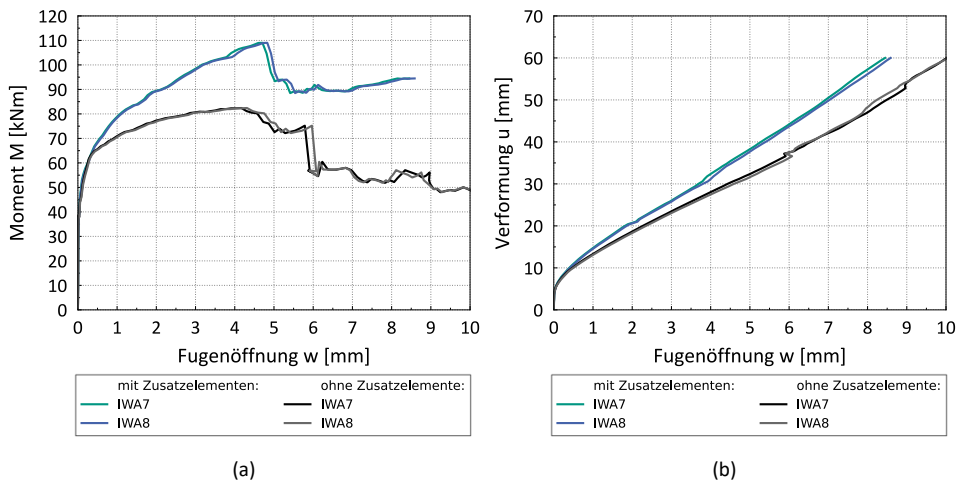 120
110
100
90
80
70
60
50
40
30
20
10
0
Moment M [kNm]
0 1 2 3 4 5 6 7 8 9 10
Fugenöffnung w [mm]
mit Zusatzelementen: ohne Zusatzelemente:
IWA7 IWA7
IWA8 IWA8
(a)
70
60
50
40
30
20
10
0
Verformung u [mm]
0 1 2 3 4 5 6 7 8 9 10
Fugenöffnung w [mm]
mit Zusatzelementen: ohne Zusatzelemente:
IWA7 IWA7
IWA8 IWA8
(b)